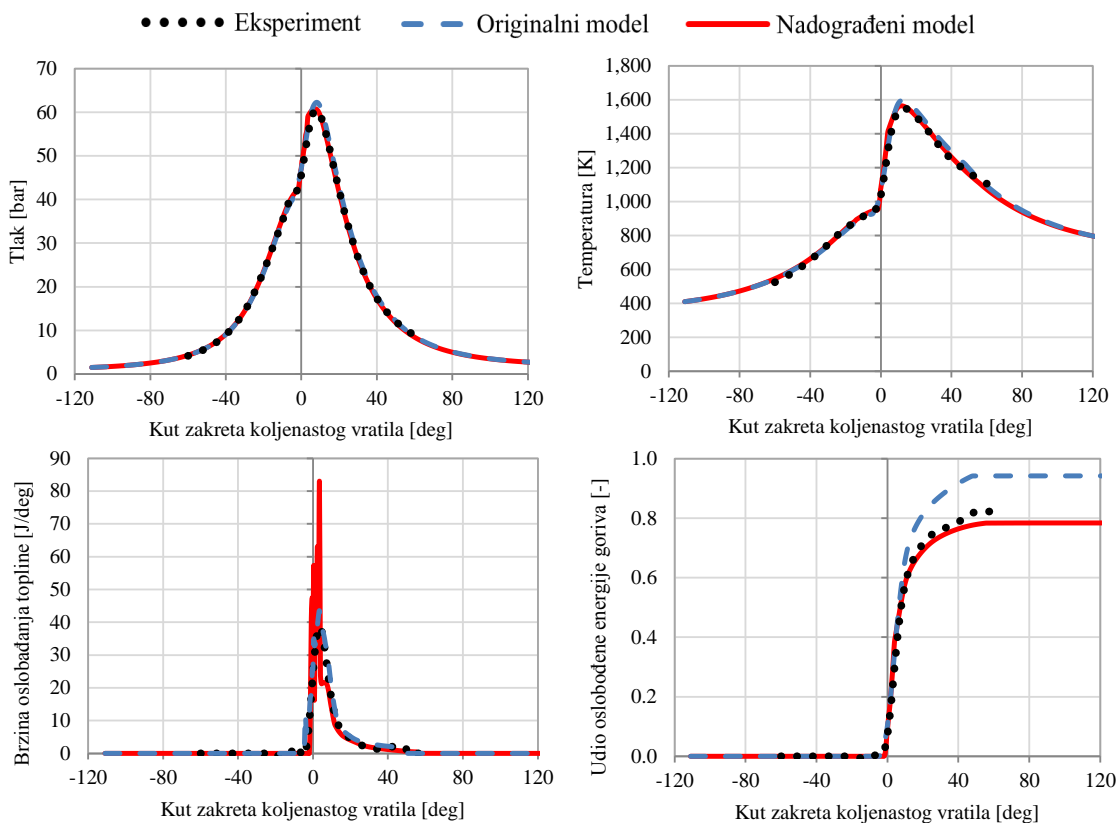 Eksperiment Originalni model Nadograđeni model
Tlak [bar]
70
60
50
40
30
20
10
0
-120 -80 -40 0 40 80 120
Kut zakreta koljenastog vratila [deg]
Temperatura [K]
1,800
1,600
1,400
1,200
1,000
800
600
400
200
0
-120 -80 -40 0 40 80 120
Kut zakreta koljenastog vratila [deg]
Brzina oslobađanja topline [J/deg]
90
80
70
60
50
40
30
20
10
0
-120 -80 -40 0 40 80 120
Kut zakreta koljenastog vratila [deg]
Udio oslobođene energije goriva [-]
1.0
0.8
0.6
0.4
0.2
0.0
-120 -80 -40 0 40 80 120
Kut zakreta koljenastog vratila [deg]